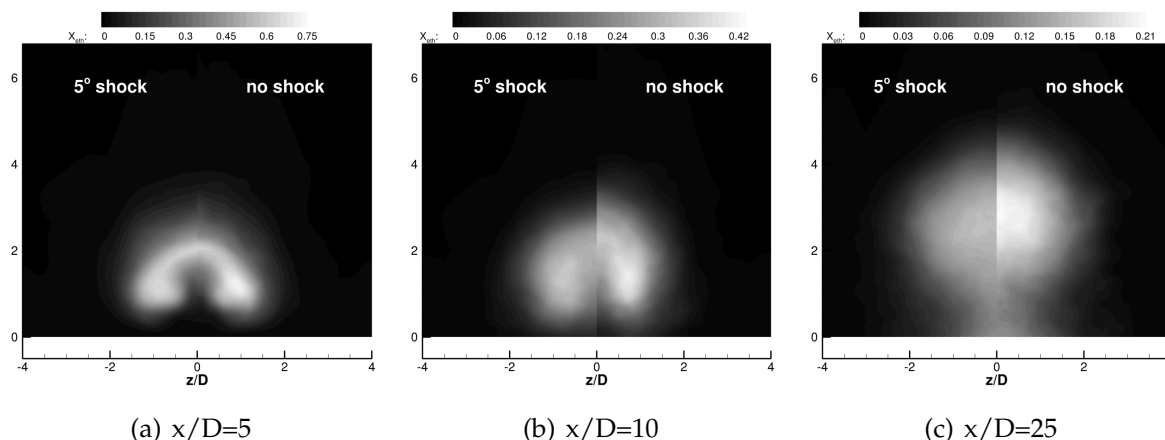 X_eth: 0 0.15 0.3 0.45 0.6 0.75
5° shock no shock
6
4
2
0
-4 -2 0 2 4
z/D
(a) x/D=5
X_eth: 0 0.06 0.12 0.18 0.24 0.3 0.36 0.42
5° shock no shock
6
4
2
0
-4 -2 0 2 4
z/D
(b) x/D=10
X_eth: 0 0.03 0.06 0.09 0.12 0.15 0.18 0.21
5° shock no shock
6
4
2
0
-4 -2 0 2
z/D
(c) x/D=25